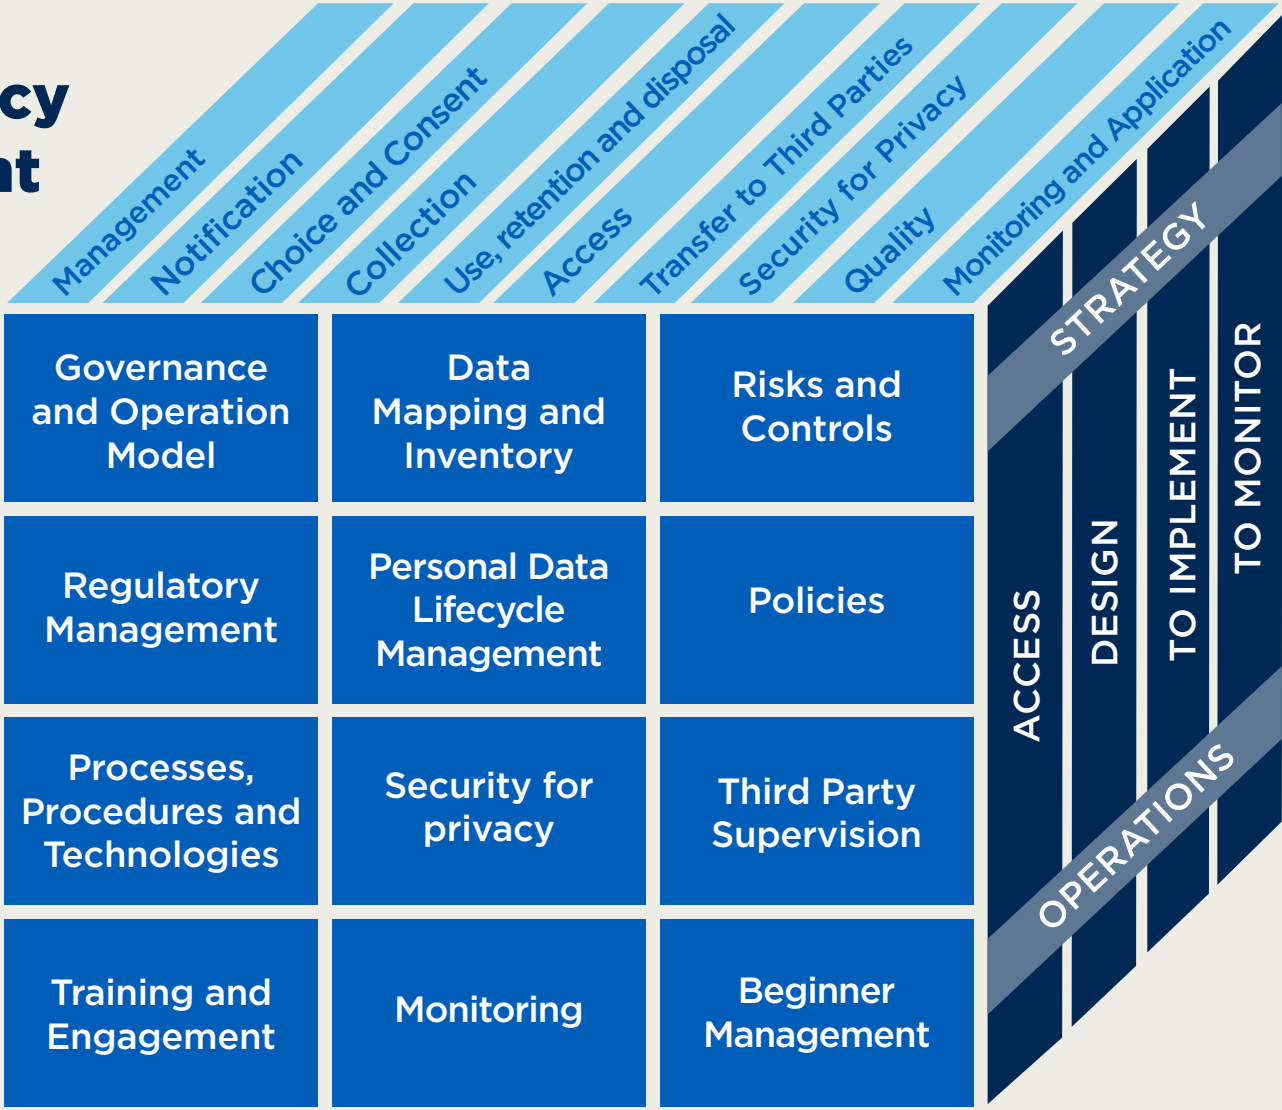 cy
nt
Management
Notification
Choice and Consent
Collection
Use, retention and disposal
Access
Transfer to Third Parties
Security for Privacy
Quality
Monitoring and Application
Governance
and Operation
Model
Data
Mapping and
Inventory
Risks and
Controls
Regulatory
Management
Personal Data
Lifecycle
Management
Policies
Processes,
Procedures and
Technologies
Security for
privacy
Third Party
Supervision
Training and
Engagement
Monitoring
Beginner
Management
ACCESS
DESIGN
TO IMPLEMENT
TO MONITOR
STRATEGY
OPERATIONS